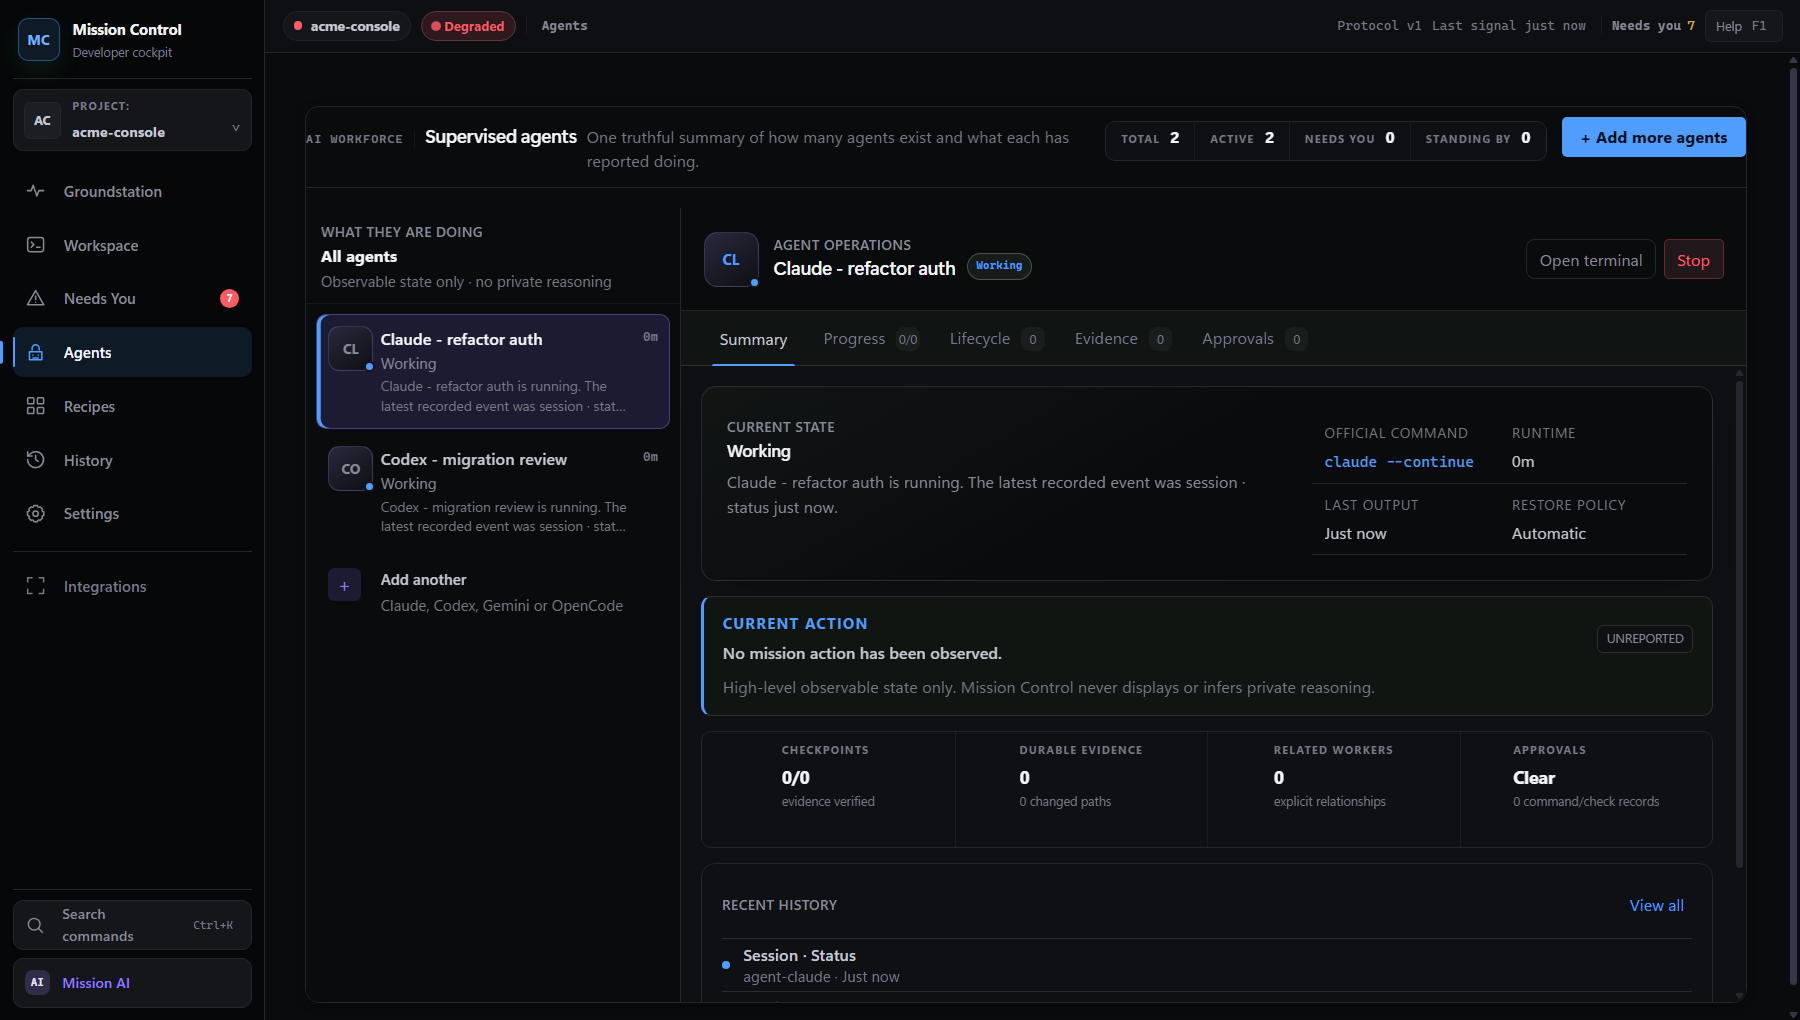 MC
Mission Control
Developer cockpit
AC
PROJECT:
acme-console
v
Groundstation
Workspace
Needs You
7
Agents
Recipes
History
Settings
Integrations
Search commands
Ctrl+K
AI
Mission AI
acme-console
Degraded
Agents
Protocol v1
Last signal just now
Needs you 7
Help F1
AI WORKFORCE
Supervised agents
One truthful summary of how many agents exist and what each has
reported doing.
TOTAL 2
ACTIVE 2
NEEDS YOU 0
STANDING BY 0
+ Add more agents
WHAT THEY ARE DOING
All agents
Observable state only · no private reasoning
CL
Claude - refactor auth
0m
Working
Claude - refactor auth is running. The
latest recorded event was session · stat...
CO
Codex - migration review
0m
Working
Codex - migration review is running. The
latest recorded event was session · stat...
+
Add another
Claude, Codex, Gemini or OpenCode
CL
AGENT OPERATIONS
Claude - refactor auth
Working
Open terminal
Stop
Summary
Progress 0/0
Lifecycle 0
Evidence 0
Approvals 0
CURRENT STATE
Working
Claude - refactor auth is running. The latest recorded event was session ·
status just now.
OFFICIAL COMMAND
claude --continue
RUNTIME
0m
LAST OUTPUT
Just now
RESTORE POLICY
Automatic
CURRENT ACTION
No mission action has been observed.
High-level observable state only. Mission Control never displays or infers private reasoning.
UNREPORTED
CHECKPOINTS
0/0
evidence verified
DURABLE EVIDENCE
0
0 changed paths
RELATED WORKERS
0
explicit relationships
APPROVALS
Clear
0 command/check records
RECENT HISTORY
View all
Session · Status
agent-claude · Just now